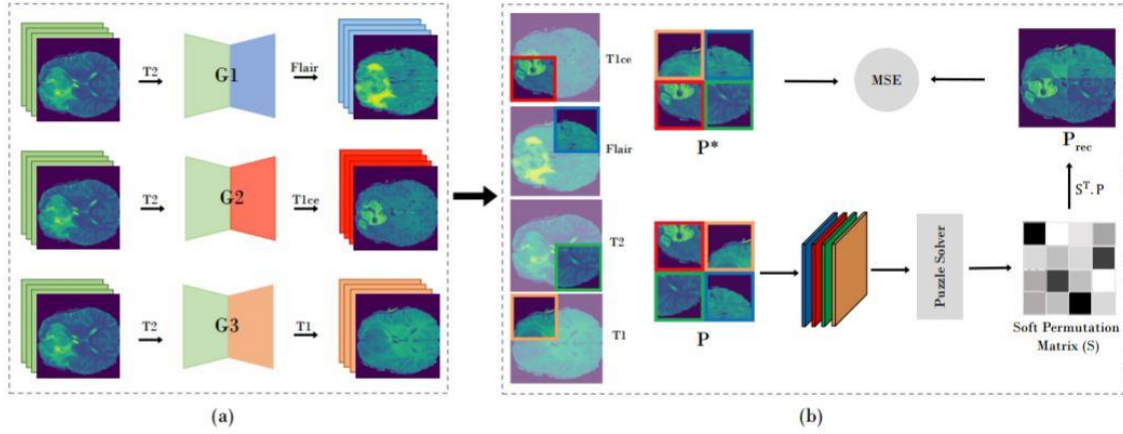 T2
G1
Flair
T2
G2
T1ce
T2
G3
T1
(a)
T1ce
Flair
T2
T1
P*
MSE
P_rec
S^T.P
P
Puzzle Solver
Soft Permutation
Matrix (S)
(b)